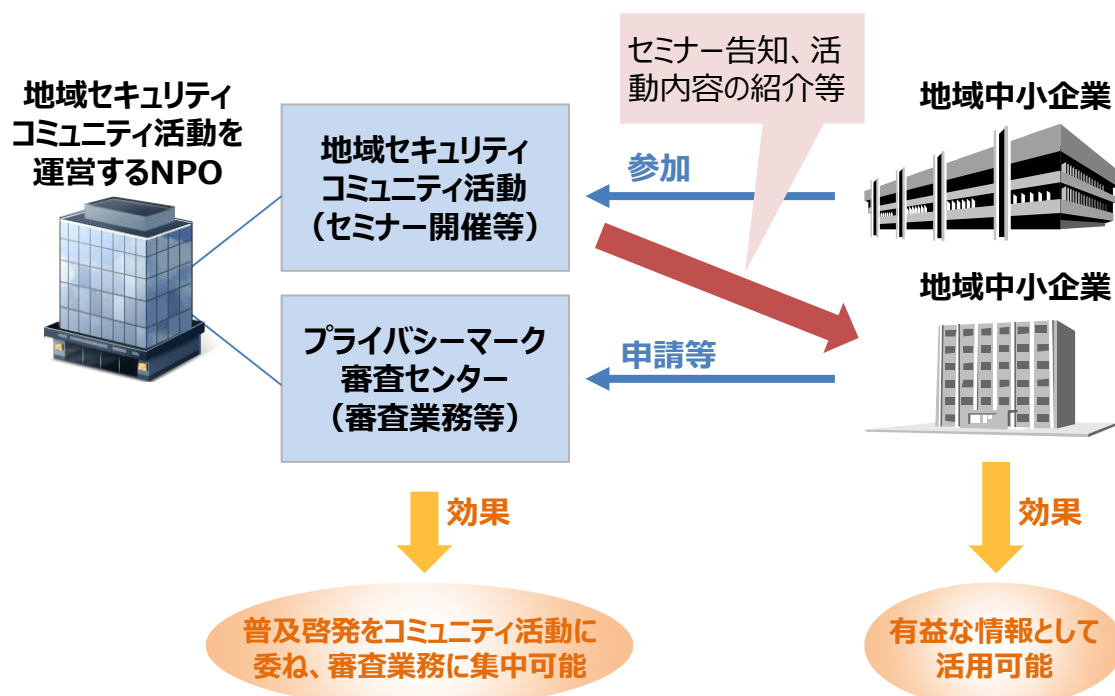 セミナー告知、活
動内容の紹介等
地域セキュリティ
コミュニティ活動を
運営するNPO
地域セキュリティ
コミュニティ活動
（セミナー開催等）
参加
地域中小企業
地域中小企業
プライバシーマーク
審査センター
（審査業務等）
申請等
効果
効果
普及啓発をコミュニティ活動に
委ね、審査業務に集中可能
有益な情報として
活用可能